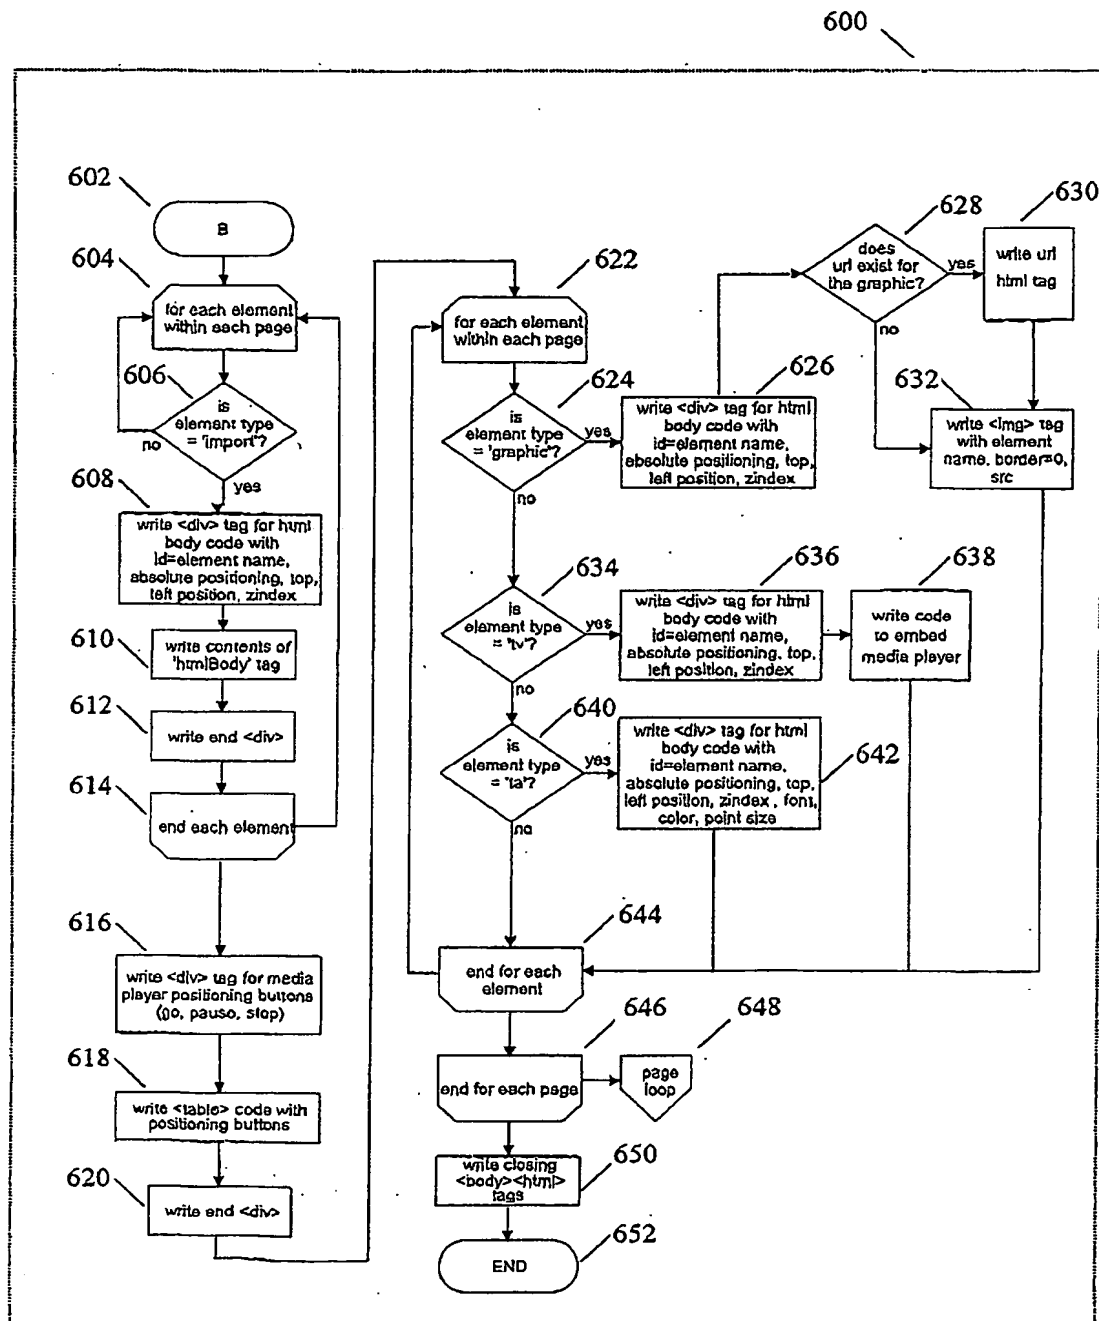 600
602
B
604
for each element
within each page
606
is
element type
= 'import'?
no
yes
608
write <div> tag for html
body code with
id=element name,
absolute positioning, top,
left position, zindex
610
write contents of
'htmlBody' tag
612
write end <div>
614
end each element
616
write <div> tag for media
player positioning buttons
(go, pause, stop)
618
write <table> code with
positioning buttons
620
write end <div>
622
for each element
within each page
624
is
element type
= 'graphic'?
yes
no
626
write <div> tag for html
body code with
id=element name,
absolute positioning, top,
left position, zindex
628
does
url exist for
the graphic?
yes
no
630
write url
html tag
632
write <img> tag
with element
name, border=0,
src
634
is
element type
= 'tv'?
yes
no
636
write <div> tag for html
body code with
id=element name,
absolute positioning, top,
left position, zindex
638
write code
to embed
media player
640
is
element type
= 'ta'?
yes
no
642
write <div> tag for html
body code with
id=element name,
absolute positioning, top,
left position, zindex , font,
color, point size
644
end for each
element
646
end for each page
648
page
loop
650
write closing
<body><html>
tags
652
END